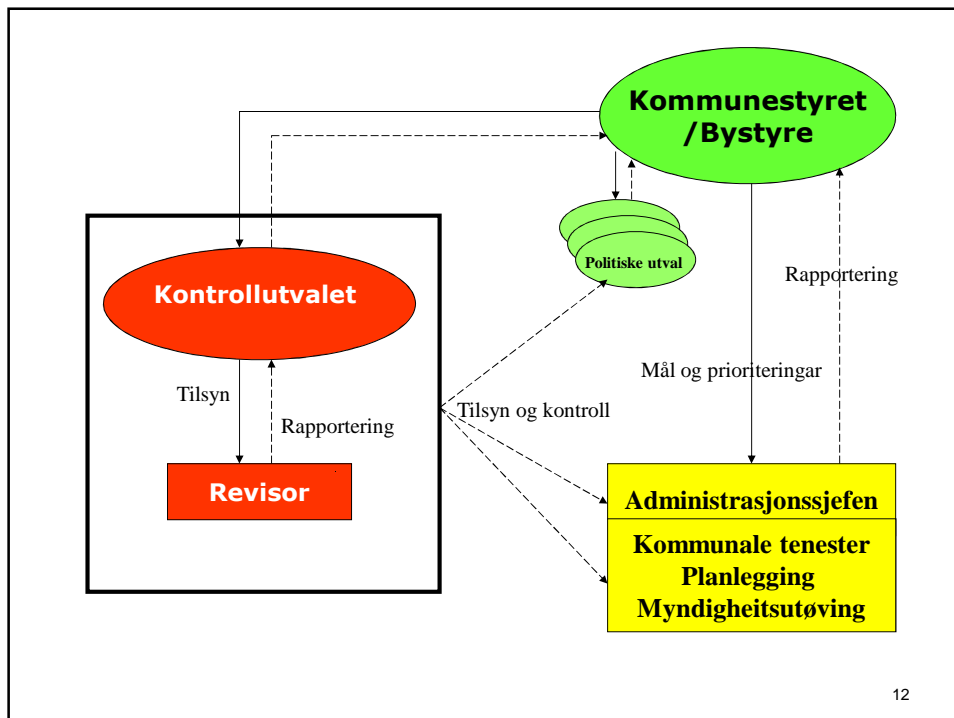 Kommunestyret
/Bystyre
Politiske utval
Rapportering
Kontrollutvalet
Mål og prioriteringar
Tilsyn
Tilsyn og kontroll
Rapportering
Revisor
Administrasjonssjefen
Kommunale tenester
Planlegging
Myndigheitsutøving
12